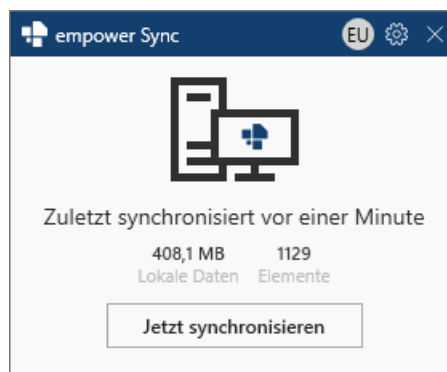 empower Sync EU
Zuletzt synchronisiert vor einer Minute
408,1 MB 1129
Lokale Daten Elemente
Jetzt synchronisieren